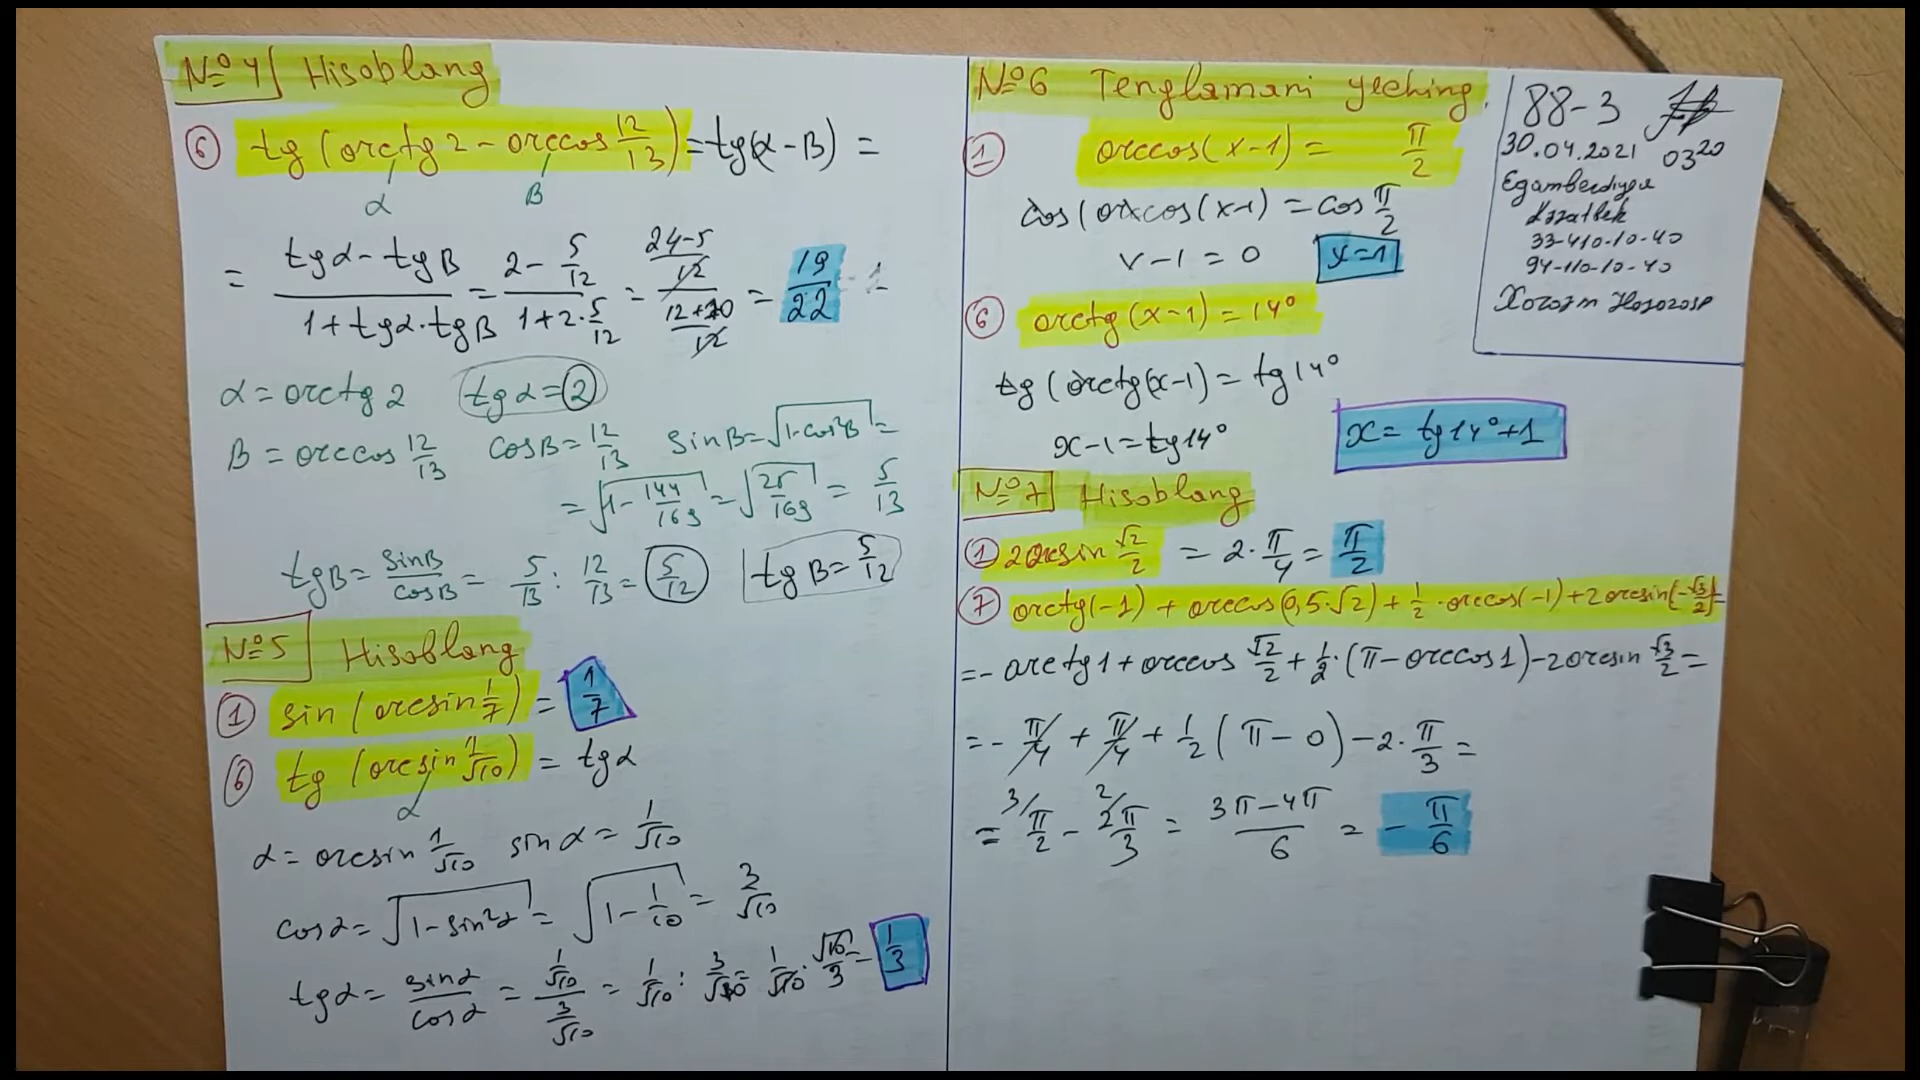 №4 Hisoblang
⑥ tg (arctg 2 - arccos 12/13) = tg(α - β) =
α β
= (tgα - tgβ)/(1 + tgα·tgβ) = (2 - 5/12)/(1 + 2·5/12) = ((24-5)/12)/((12+10)/12) = 19/22
α = arctg 2 tgα = 2
β = arccos 12/13 cosβ = 12/13 sinβ = √(1-cos²β) =
= √(1 - 144/169) = √(25/169) = 5/13
tgβ = sinβ/cosβ = 5/13 : 12/13 = 5/12 tgβ = 5/12
№5 Hisoblang
① sin (arcsin 1/7) = 1/7
⑥ tg (arcsin 1/√10) = tgα
α
α = arcsin 1/√10 sin α = 1/√10
cosα = √(1-sin²α) = √(1 - 1/10) = 3/√10
tgα = sinα/cosα = (1/√10)/(3/√10) = 1/√10 : 3/√10 = 1/√10 · √10/3 = 1/3
№6 Tenglamani yeching.
① arccos(x-1) = π/2
cos(arccos(x-1) = cos π/2
x-1 = 0 x=1
⑥ arctg(x-1) = 14°
tg (arctg(x-1) = tg14°
x-1 = tg14° x = tg14°+1
№7 Hisoblang
① 2arcsin √2/2 = 2·π/4 = π/2
⑦ arctg(-1) + arccos(0,5·√2) + 1/2·arccos(-1) + 2arcsin(-√3/2) =
= - arctg1 + arccos √2/2 + 1/2·(π - arccos1) - 2arcsin √3/2 =
= - π/4 + π/4 + 1/2 (π - 0) - 2·π/3 =
= 3/ π/2 - 2/ 2π/3 = (3π-4π)/6 = - π/6
88-3
30.04.2021 03²⁰
33-410-10-40
94-110-10-40